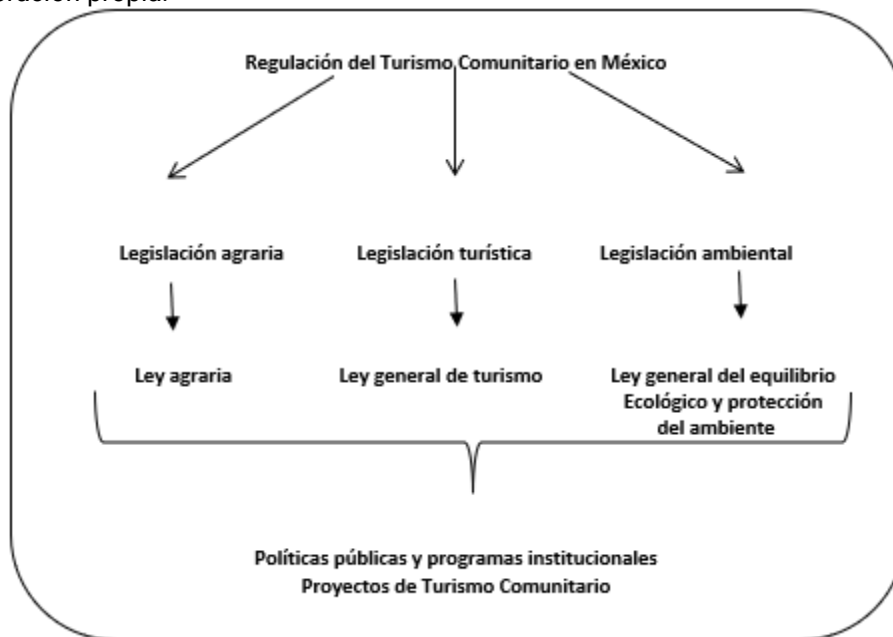 Regulación del Turismo Comunitario en México
Legislación agraria
Legislación turística
Legislación ambiental
Ley agraria
Ley general de turismo
Ley general del equilibrio
Ecológico y protección
del ambiente
Políticas públicas y programas institucionales
Proyectos de Turismo Comunitario